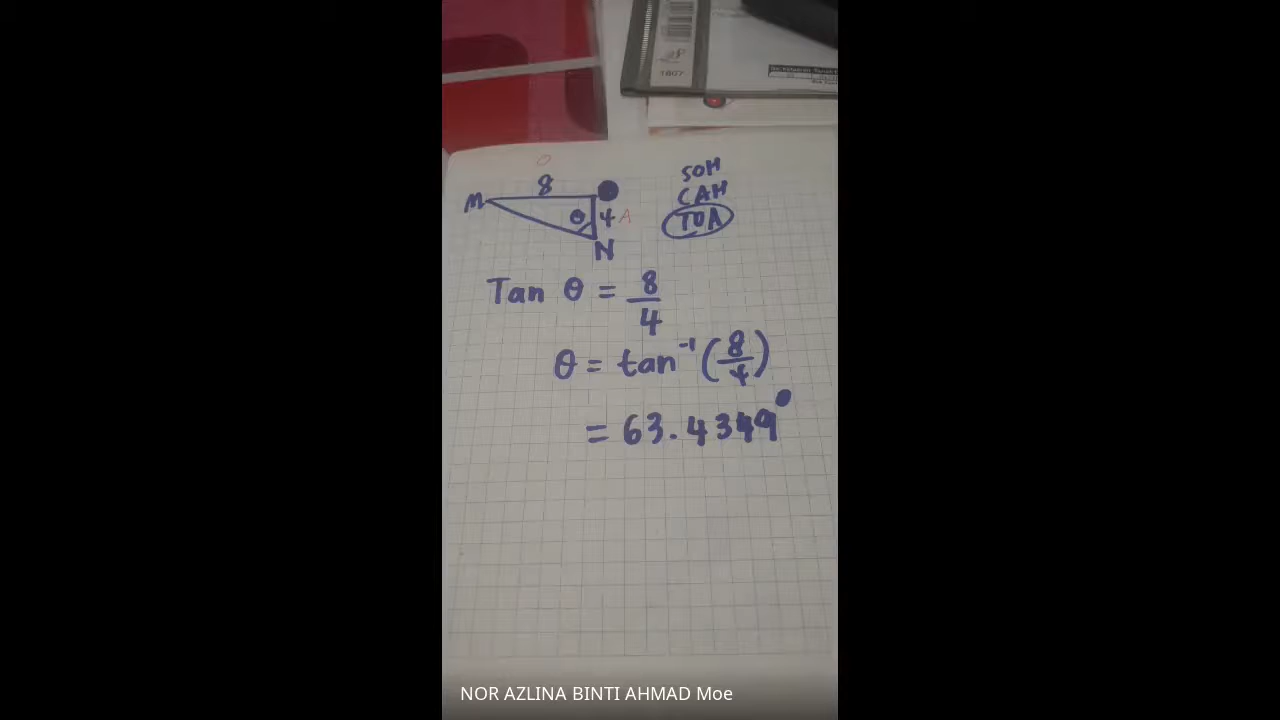 1607
O
8
M
θ
4 A
N
SOH
CAH
TOA
Tan θ = 8/4
θ = tan⁻¹ (8/4)
= 63.4349°
NOR AZLINA BINTI AHMAD Moe